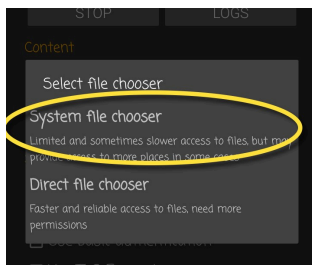 STOP
LOGS
Content
Select file chooser
System file chooser
Limited and sometimes slower access to files, but may
provide access to more places in some cases
Direct file chooser
Faster and reliable access to files, need more
permissions